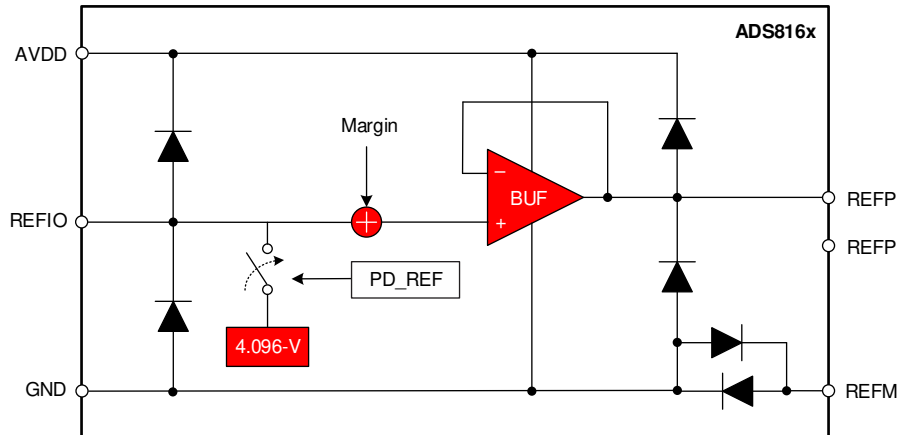 ADS816x
AVDD
Margin
−
BUF
+
REFIO
REFP
REFP
PD_REF
4.096-V
GND
REFM